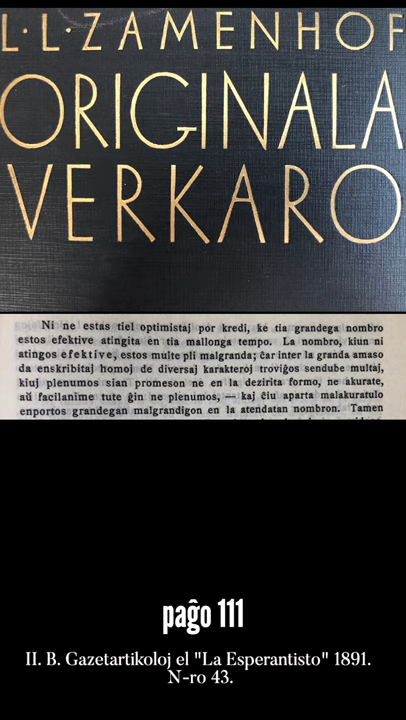 L·L·ZAMENHOF
ORIGINALA
VERKARO
Ni ne estas tiel optimistaj por kredi, ke tia grandega nombro
estos efektive atingita en tia mallonga tempo. La nombro, kiun ni
atingos efektive, estos multe pli malgranda; ĉar inter la granda amaso
da enskribitaj homoj de diversaj karakteroj troviĝos sendube multaj,
kiuj plenumos sian promeson ne en la dezirita formo, ne akurate,
aŭ facilanime tute ĝin ne plenumos, — kaj ĉiu aparta malakuratulo
enportos grandegan malgrandigon en la atendatan nombron. Tamen
paĝo 111
II. B. Gazetartikoloj el "La Esperantisto" 1891.
N-ro 43.